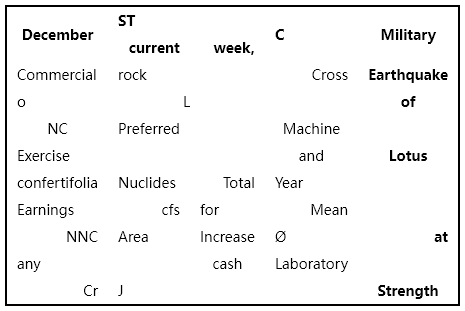 December ST current week, C Military
Commercial rock Cross Earthquake
o L of
NC Preferred Machine
Exercise and Lotus
confertifolia Nuclides Total Year
Earnings cfs for Mean
NNC Area Increase Ø at
any cash Laboratory
Cr J Strength